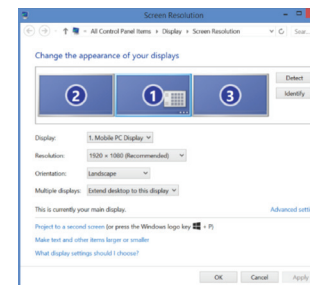 Screen Resolution
« All Control Panel Items › Display › Screen Resolution
Change the appearance of your displays
2
1
3
Detect
Identify
Display: 1. Mobile PC Display
Resolution: 1920 × 1080 (Recommended)
Orientation: Landscape
Multiple displays: Extend desktop to this display
This is currently your main display.
Advanced setti
Project to a second screen (or press the Windows logo key + P)
Make text and other items larger or smaller
What display settings should I choose?
OK Cancel Apply